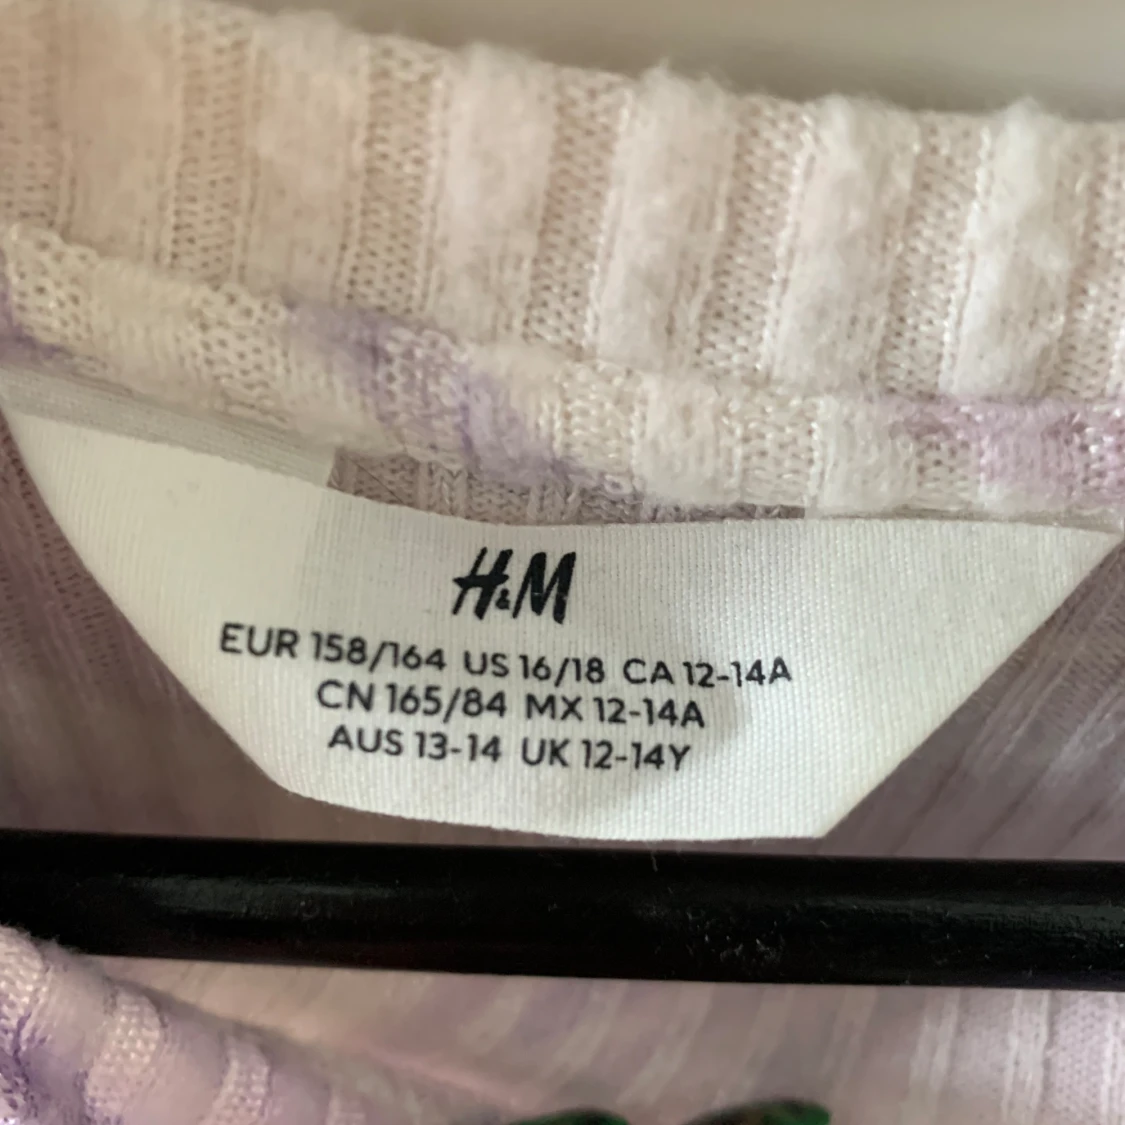 H&M
EUR 158/164 US 16/18 CA 12-14A
CN 165/84 MX 12-14A
AUS 13-14 UK 12-14Y